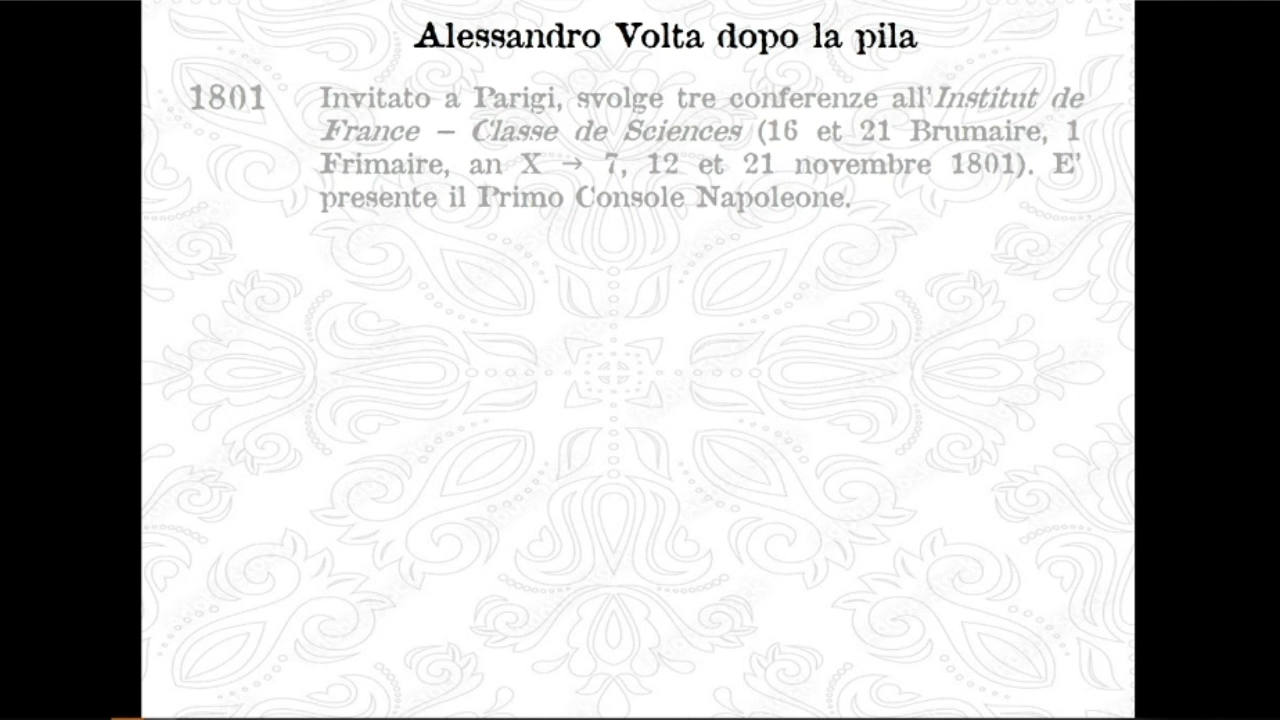 Alessandro Volta dopo la pila
1801 Invitato a Parigi, svolge tre conferenze all'Institut de
France – Classe de Sciences (16 et 21 Brumaire, 1
Frimaire, an X → 7, 12 et 21 novembre 1801). E'
presente il Primo Console Napoleone.